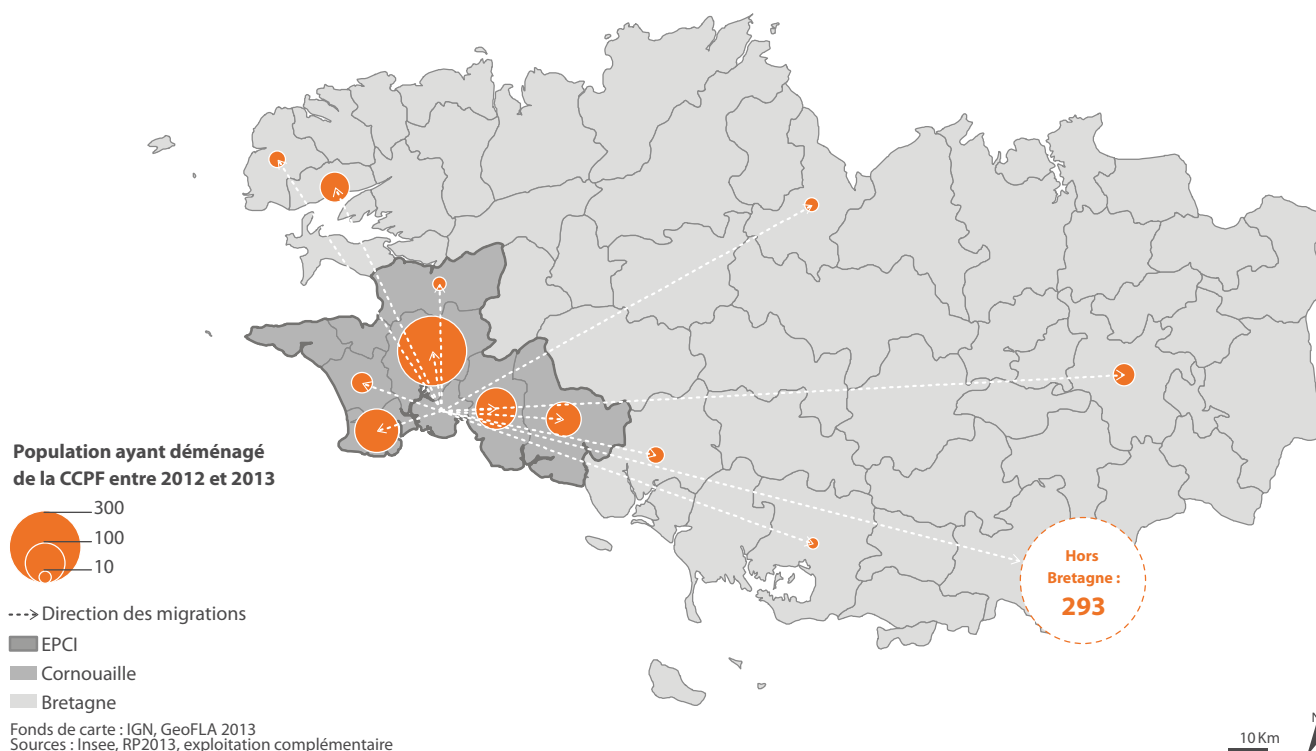 Population ayant déménagé
de la CCPF entre 2012 et 2013
300
100
10
Direction des migrations
EPCI
Cornouaille
Bretagne
Fonds de carte : IGN, GeoFLA 2013
Sources : Insee, RP2013, exploitation complémentaire
Hors
Bretagne :
293
10 Km
N